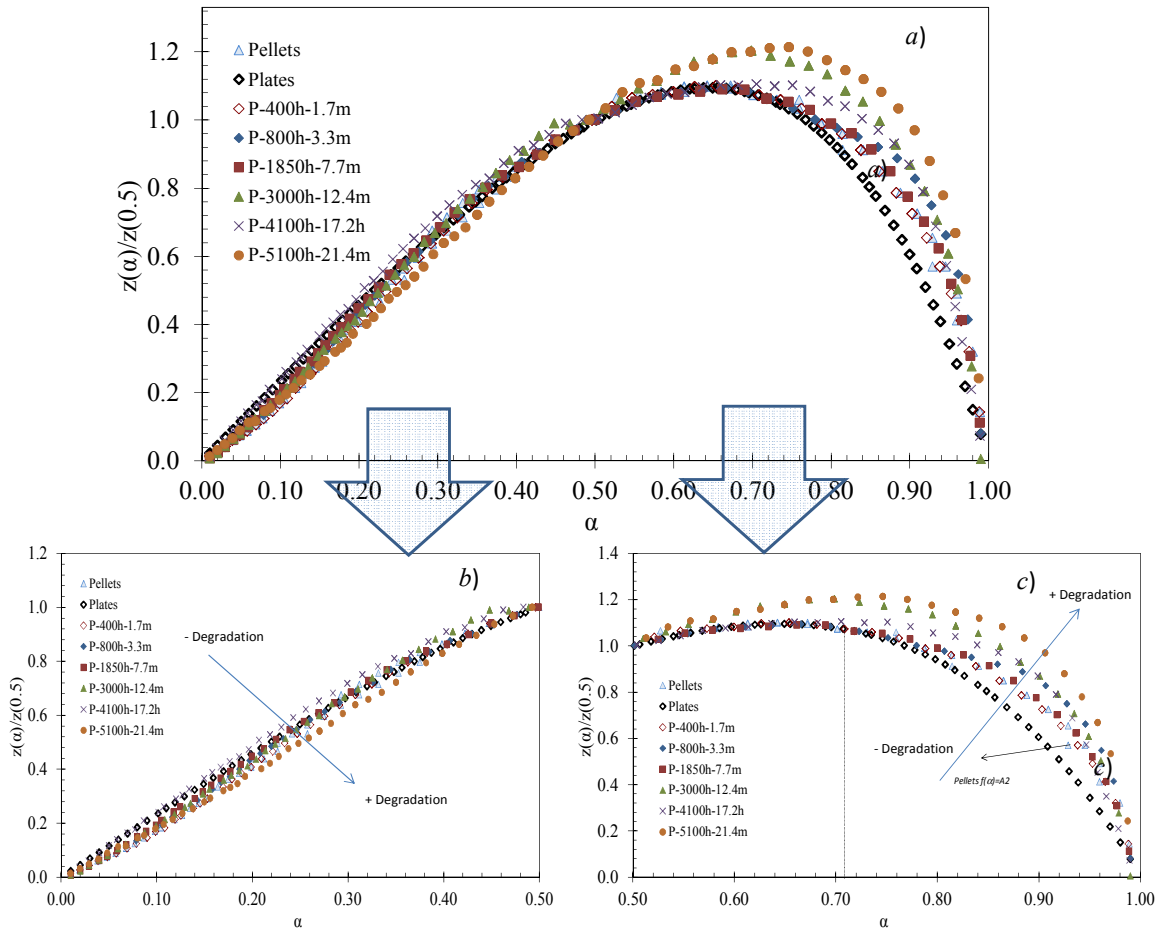 a)
1.2
1.0
0.8
0.6
0.4
0.2
0.0
z(α)/z(0.5)
Pellets
Plates
P-400h-1.7m
P-800h-3.3m
P-1850h-7.7m
P-3000h-12.4m
P-4100h-17.2h
P-5100h-21.4m
a)
0.00 0.10 0.20 0.30 0.40 0.50 0.60 0.70 0.80 0.90 1.00
α
b)
1.2
1.0
0.8
0.6
0.4
0.2
0.0
z(α)/z(0.5)
Pellets
Plates
P-400h-1.7m
P-800h-3.3m
P-1850h-7.7m
P-3000h-12.4m
P-4100h-17.2h
P-5100h-21.4m
- Degradation
+ Degradation
0.00 0.10 0.20 0.30 0.40 0.50
α
c)
1.4
1.2
1.0
0.8
0.6
0.4
0.2
0.0
z(α)/z(0.5)
+ Degradation
Pellets
Plates
P-400h-1.7m
P-800h-3.3m
P-1850h-7.7m
P-3000h-12.4m
P-4100h-17.2h
P-5100h-21.4m
- Degradation
Pellets f(α)=A2
c)
0.50 0.60 0.70 0.80 0.90 1.00
α